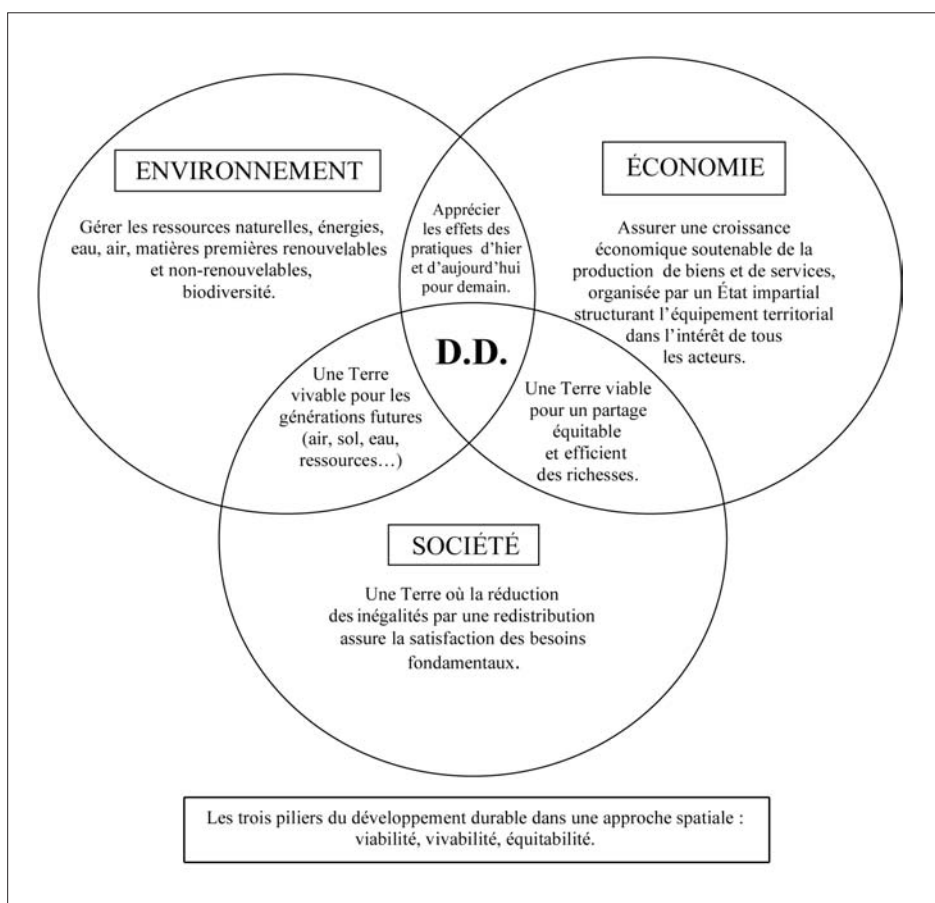 ENVIRONNEMENT
Gérer les ressources naturelles, énergies,
eau, air, matières premières renouvelables
et non-renouvelables,
biodiversité.
Apprécier
les effets des
pratiques d'hier
et d'aujourd'hui
pour demain.
ÉCONOMIE
Assurer une croissance
économique soutenable de la
production de biens et de services,
organisée par un État impartial
structurant l'équipement territorial
dans l'intérêt de tous
les acteurs.
D.D.
Une Terre
vivable pour les
générations futures
(air, sol, eau,
ressources…)
Une Terre viable
pour un partage
équitable
et efficient
des richesses.
SOCIÉTÉ
Une Terre où la réduction
des inégalités par une redistribution
assure la satisfaction des besoins
fondamentaux.
Les trois piliers du développement durable dans une approche spatiale :
viabilité, vivabilité, équitabilité.